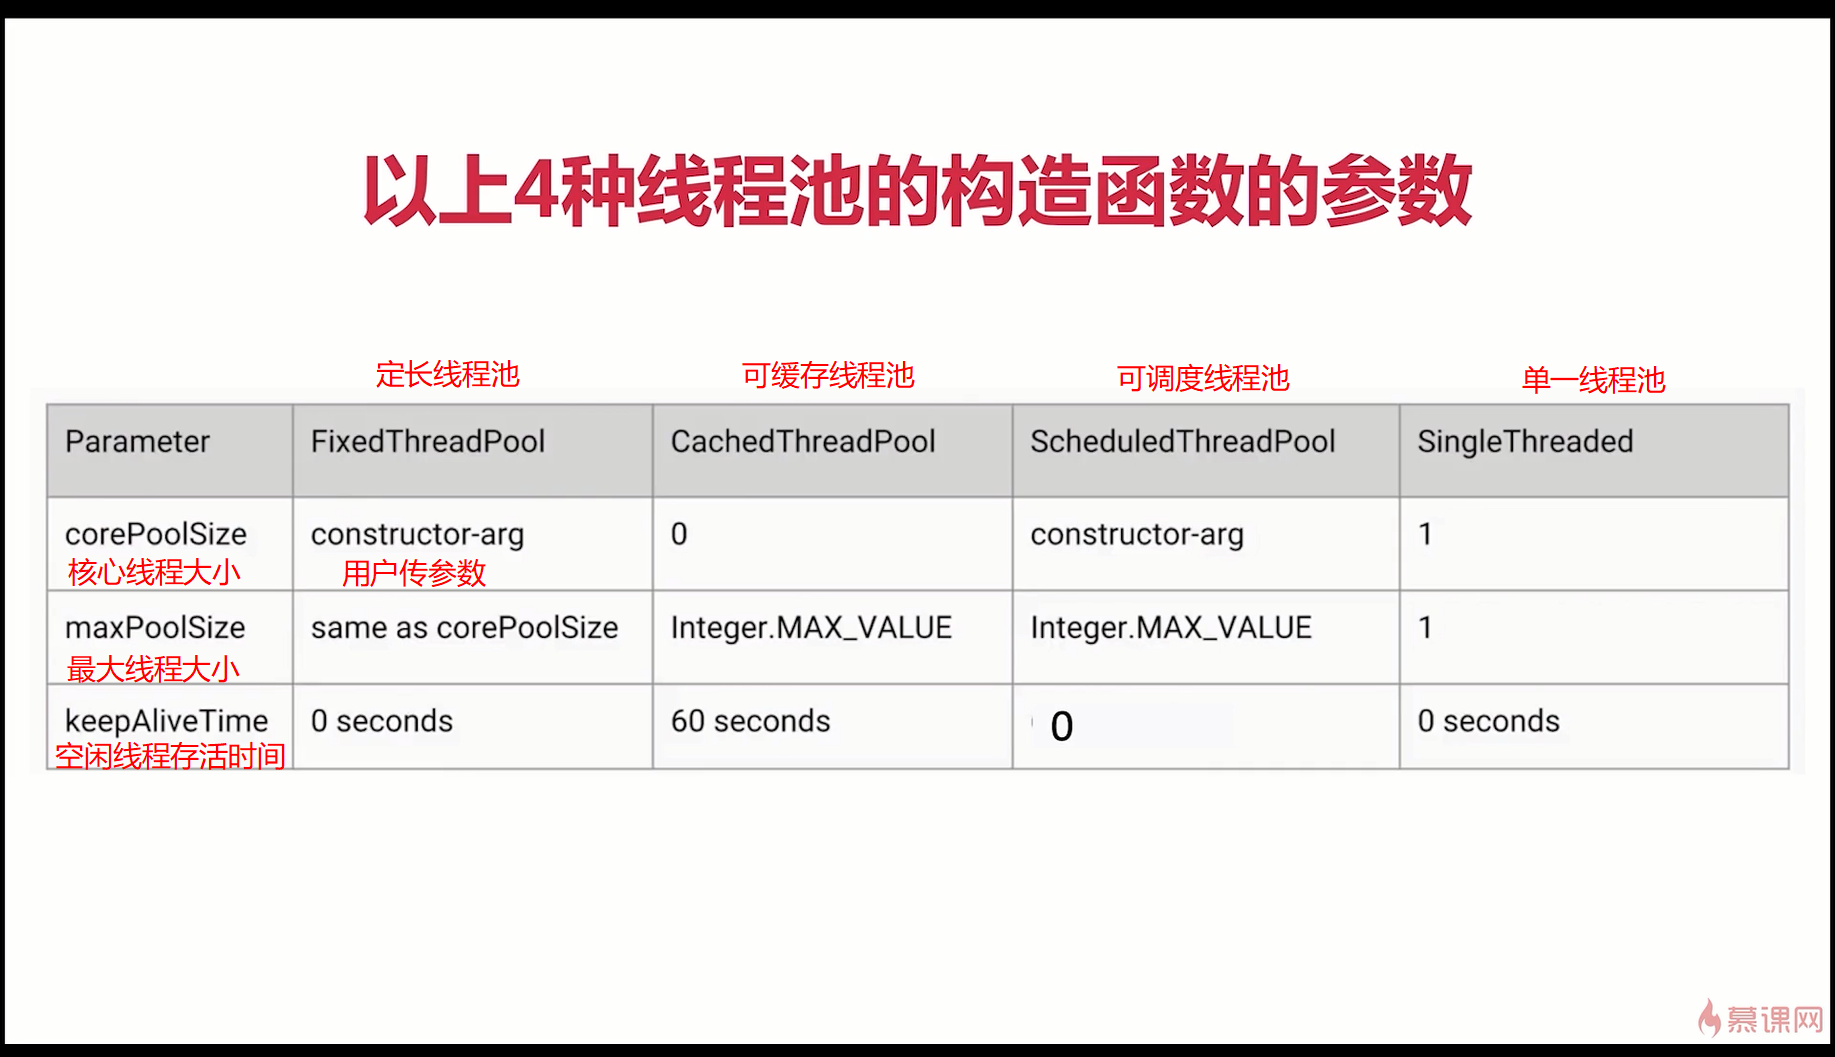 以上4种线程池的构造函数的参数
定长线程池 可缓存线程池 可调度线程池 单一线程池
Parameter FixedThreadPool CachedThreadPool ScheduledThreadPool SingleThreaded
corePoolSize constructor-arg 0 constructor-arg 1
核心线程大小 用户传参数
maxPoolSize same as corePoolSize Integer.MAX_VALUE Integer.MAX_VALUE 1
最大线程大小
keepAliveTime 0 seconds 60 seconds 0 0 seconds
空闲线程存活时间
慕课网